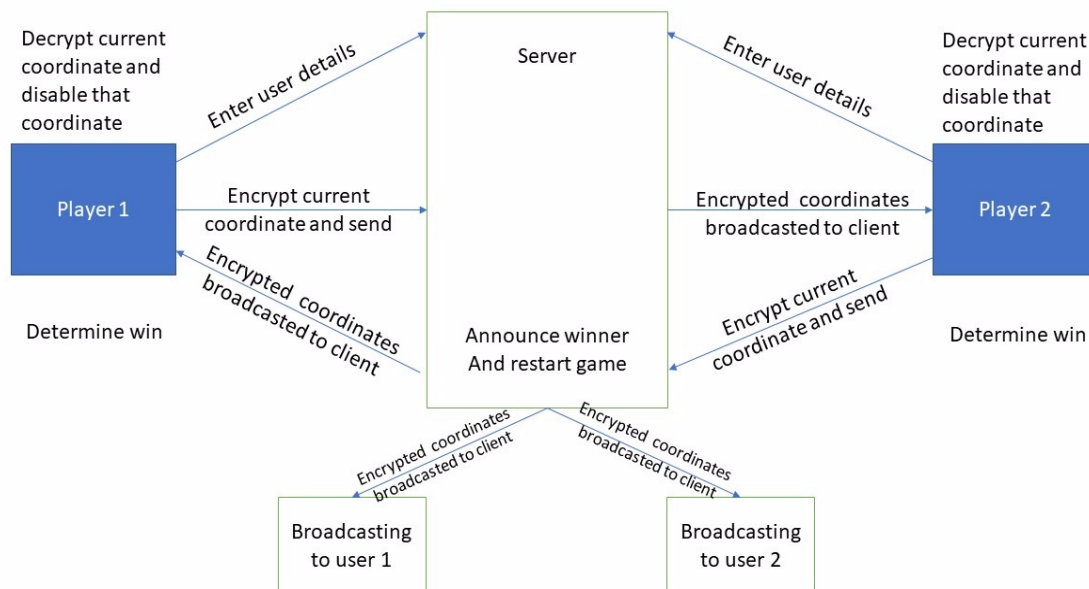 Decrypt current
coordinate and
disable that
coordinate
Enter user details
Server
Enter user details
Decrypt current
coordinate and
disable that
coordinate
Player 1
Encrypt current
coordinate and send
Encrypted coordinates
broadcasted to client
Player 2
Encrypted coordinates
broadcasted to client
Encrypt current
coordinate and send
Determine win
Announce winner
And restart game
Determine win
Encrypted coordinates
broadcasted to client
Encrypted coordinates
broadcasted to client
Broadcasting
to user 1
Broadcasting
to user 2